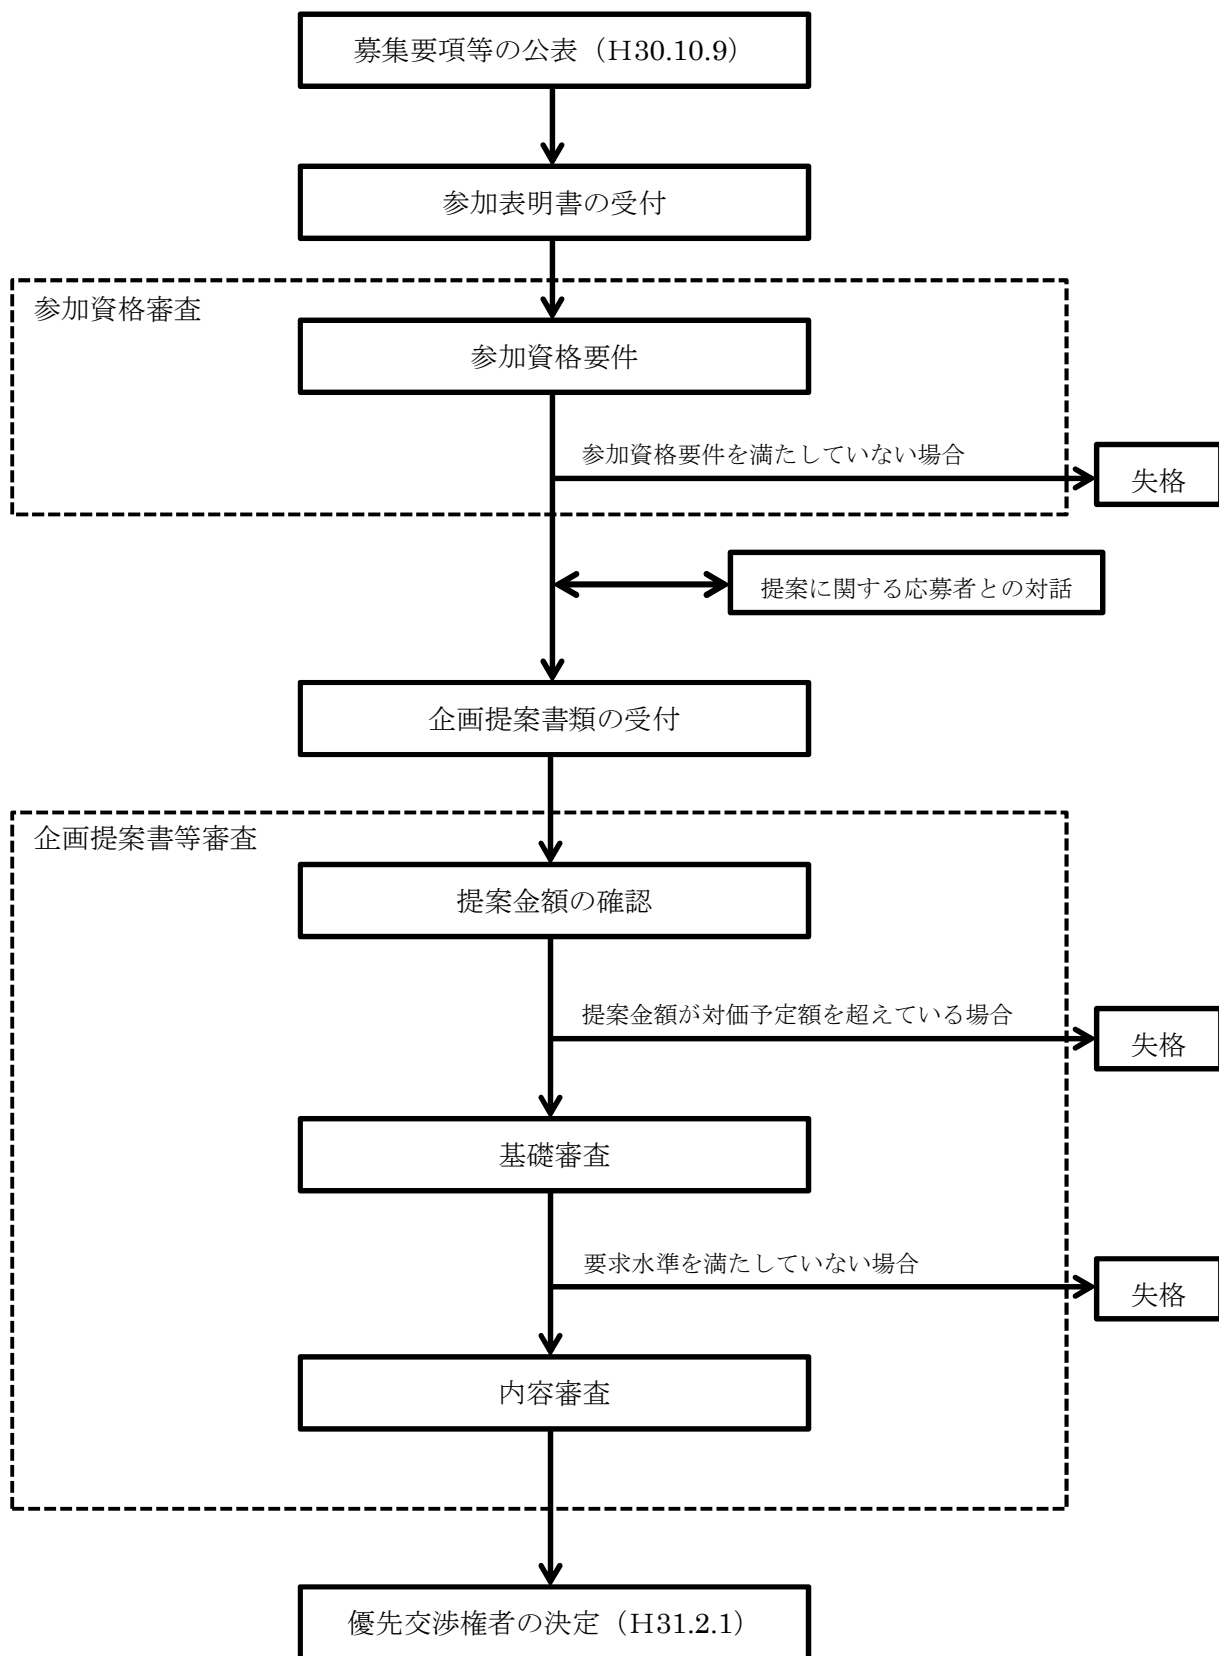 募集要項等の公表（H30.10.9）
参加表明書の受付
参加資格審査
参加資格要件
参加資格要件を満たしていない場合
失格
提案に関する応募者との対話
企画提案書類の受付
企画提案書等審査
提案金額の確認
提案金額が対価予定額を超えている場合
失格
基礎審査
要求水準を満たしていない場合
失格
内容審査
優先交渉権者の決定（H31.2.1）